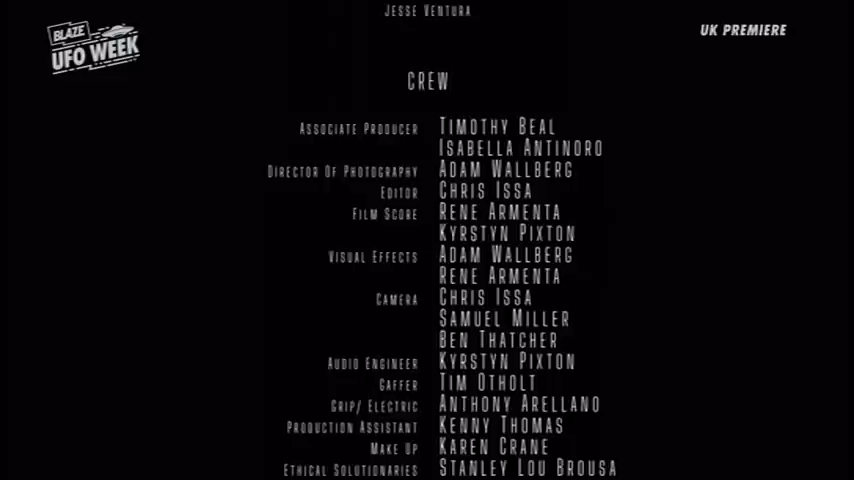 Jesse Ventura
BLAZE
UFO WEEK
UK PREMIERE
CREW
Associate Producer Timothy Beal
Isabella Antinoro
Director Of Photography Adam Wallberg
Editor Chris Issa
Film Score Rene Armenta
Kyrstyn Pixton
Visual Effects Adam Wallberg
Rene Armenta
Camera Chris Issa
Samuel Miller
Ben Thatcher
Audio Engineer Kyrstyn Pixton
Gaffer Tim Otholt
Grip/ Electric Anthony Arellano
Production Assistant Kenny Thomas
Make Up Karen Crane
Ethical Solutionaries Stanley Lou Brousa